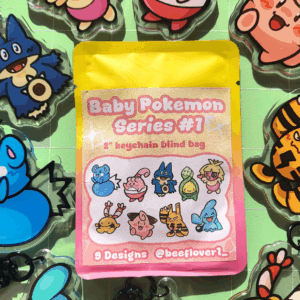 Baby Pokemon
Series #1
2" keychain blind bag
9 Designs @beeflover1_